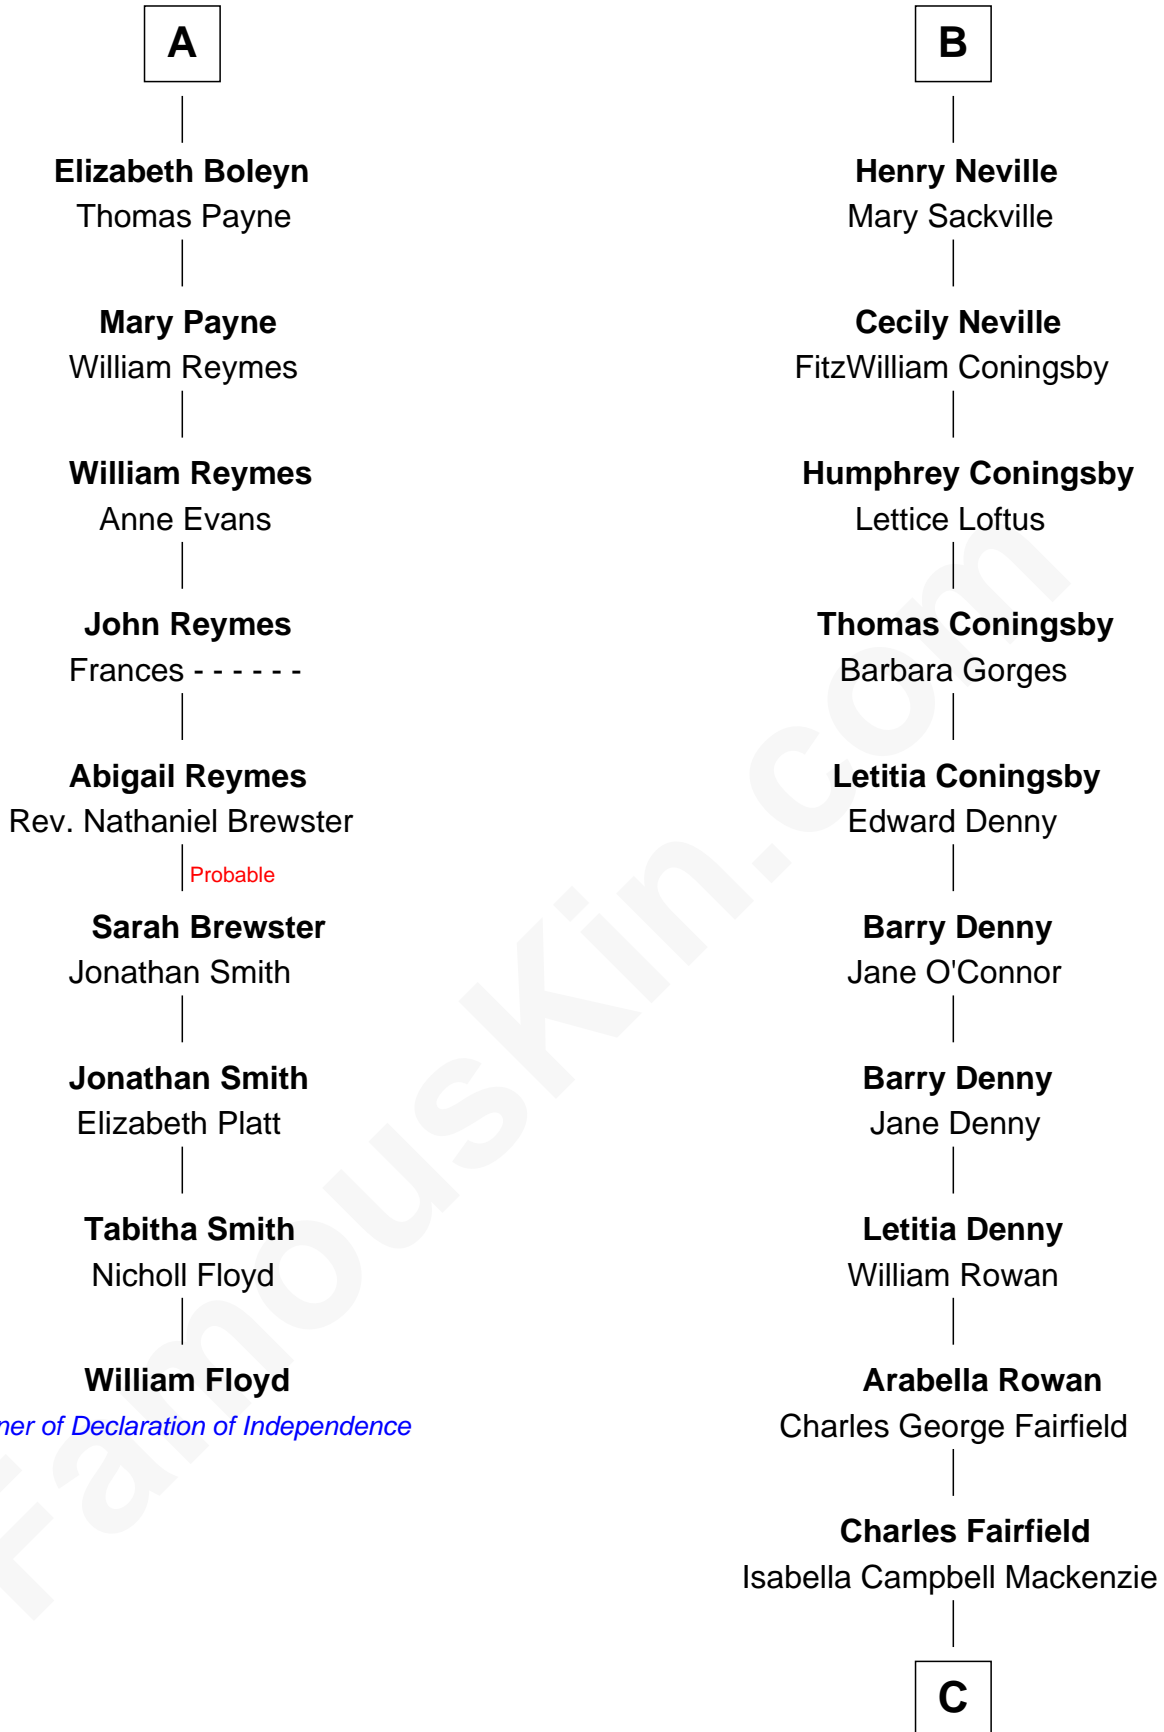 A
Elizabeth Boleyn
Thomas Payne
Mary Payne
William Reymes
William Reymes
Anne Evans
John Reymes
Frances - - - - - -
Abigail Reymes
Rev. Nathaniel Brewster
Probable
Sarah Brewster
Jonathan Smith
Jonathan Smith
Elizabeth Platt
Tabitha Smith
Nicholl Floyd
William Floyd
ner of Declaration of Independence
B
Henry Neville
Mary Sackville
Cecily Neville
FitzWilliam Coningsby
Humphrey Coningsby
Lettice Loftus
Thomas Coningsby
Barbara Gorges
Letitia Coningsby
Edward Denny
Barry Denny
Jane O'Connor
Barry Denny
Jane Denny
Letitia Denny
William Rowan
Arabella Rowan
Charles George Fairfield
Charles Fairfield
Isabella Campbell Mackenzie
C
FamousKin.com